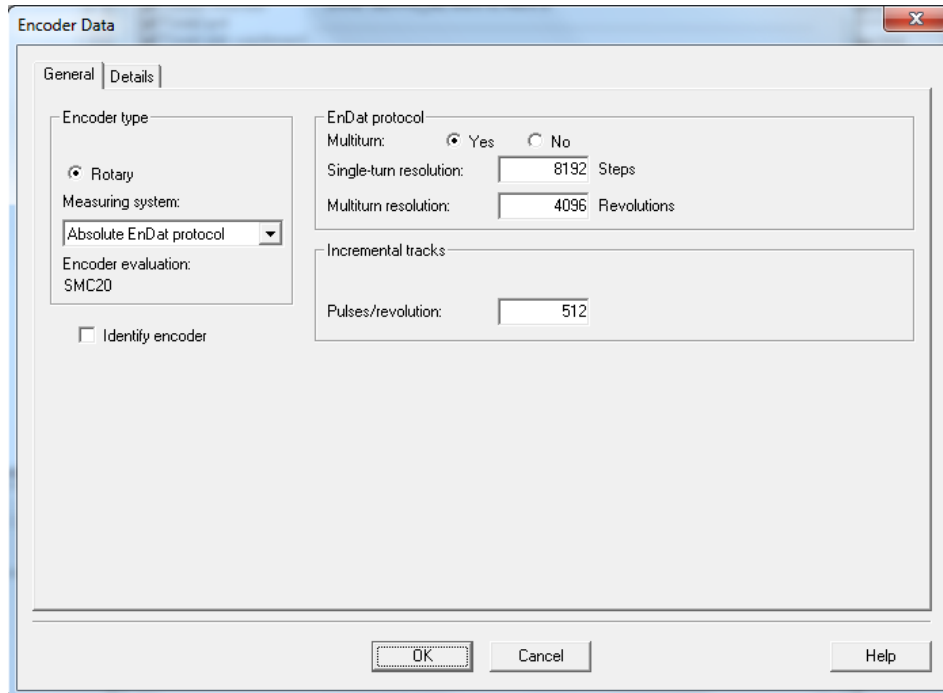 Encoder Data
General
Details
Encoder type
Rotary
Measuring system:
Absolute EnDat protocol
Encoder evaluation:
SMC20
Identify encoder
EnDat protocol
Multiturn: Yes No
Single-turn resolution: 8192 Steps
Multiturn resolution: 4096 Revolutions
Incremental tracks
Pulses/revolution: 512
OK
Cancel
Help